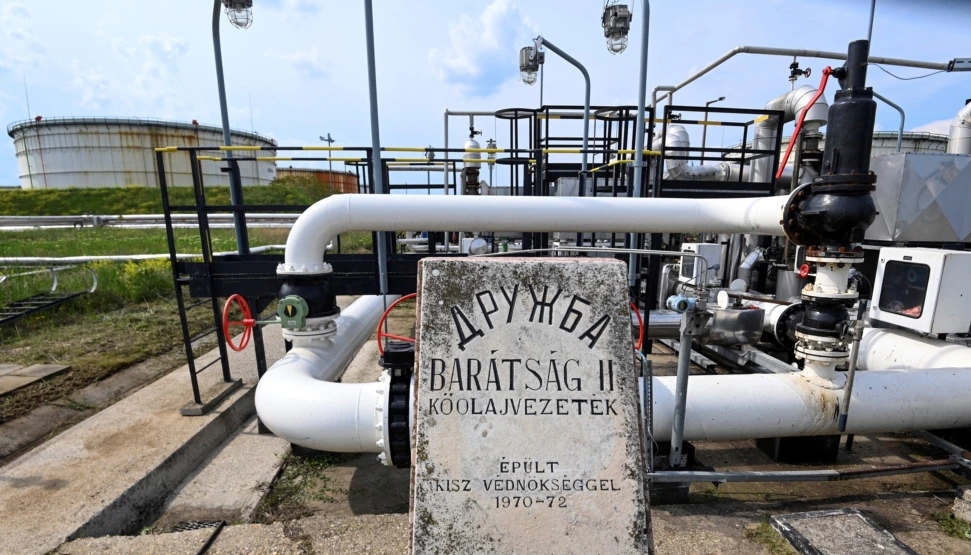 ДРУЖБА
BARÁTSÁG II
KŐOLAJVEZETÉK
ÉPÜLT
KISZ VÉDNÖKSÉGGEL
1970-72